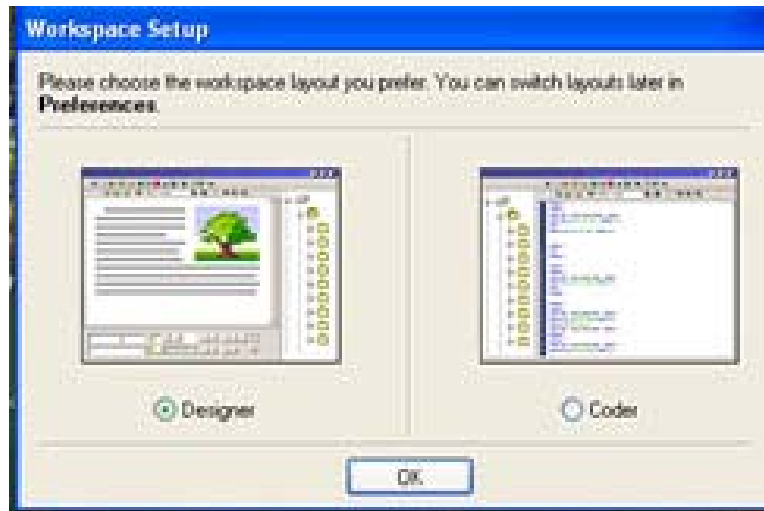 Workspace Setup
Please choose the workspace layout you prefer. You can switch layouts later in
Preferences.
Designer
Coder
OK